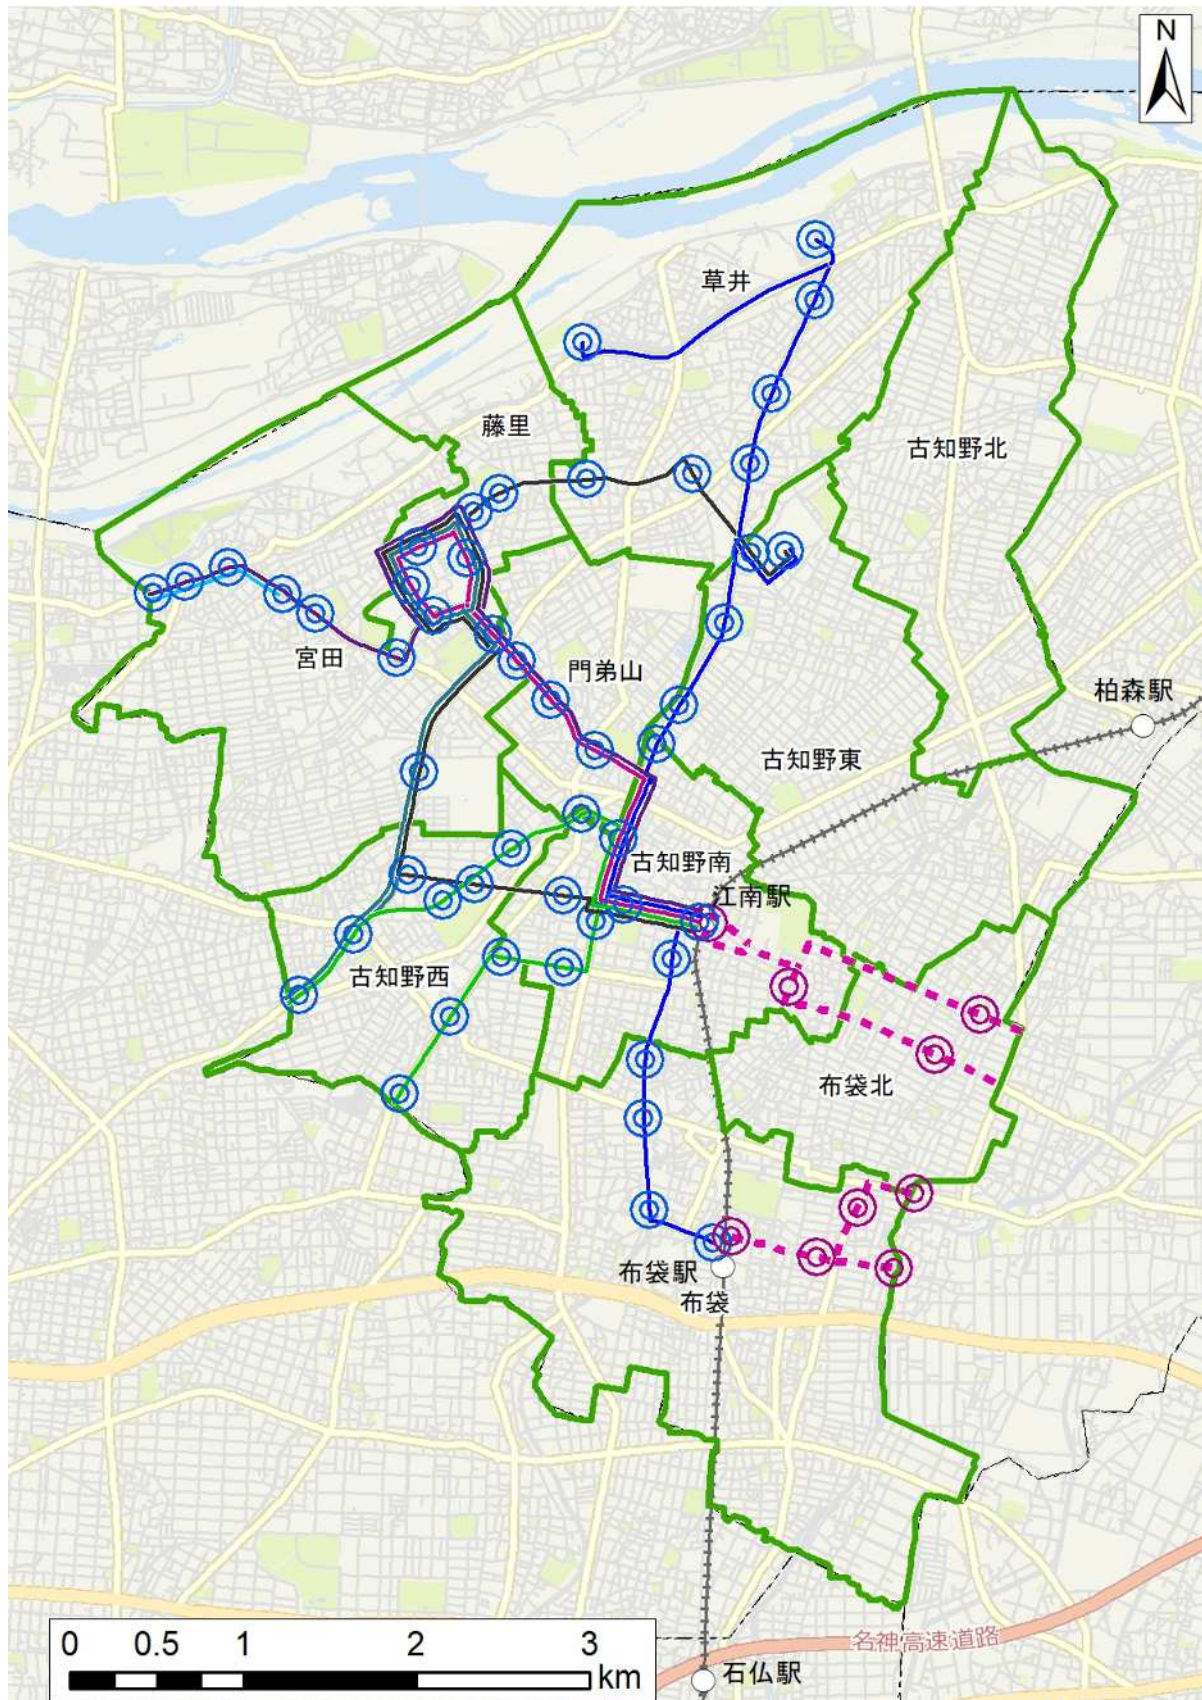 N
草井
藤里
古知野北
宮田
門弟山
柏森駅
古知野東
古知野南
江南駅
古知野西
布袋北
布袋駅
布袋
名神高速道路
石仏駅
0 0.5 1 2 3
km